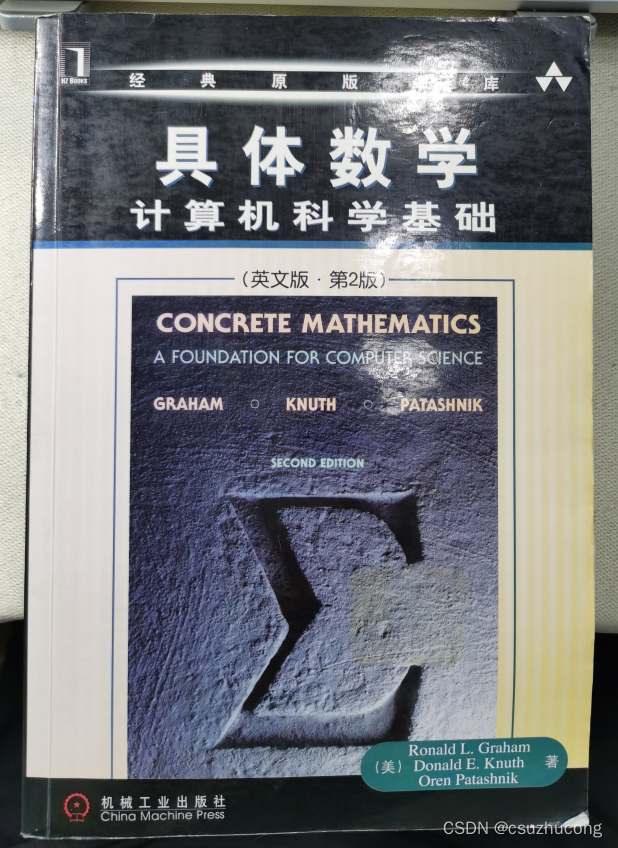 HZ BOOKS
经典原版 库
具体数学
计算机科学基础
(英文版·第2版)
CONCRETE MATHEMATICS
A FOUNDATION FOR COMPUTER SCIENCE
GRAHAM ○ KNUTH ○ PATASHNIK
SECOND EDITION
Σ
Ronald L. Graham
(美) Donald E. Knuth 著
Oren Patashnik
机械工业出版社
China Machine Press
CSDN @csuzhucong